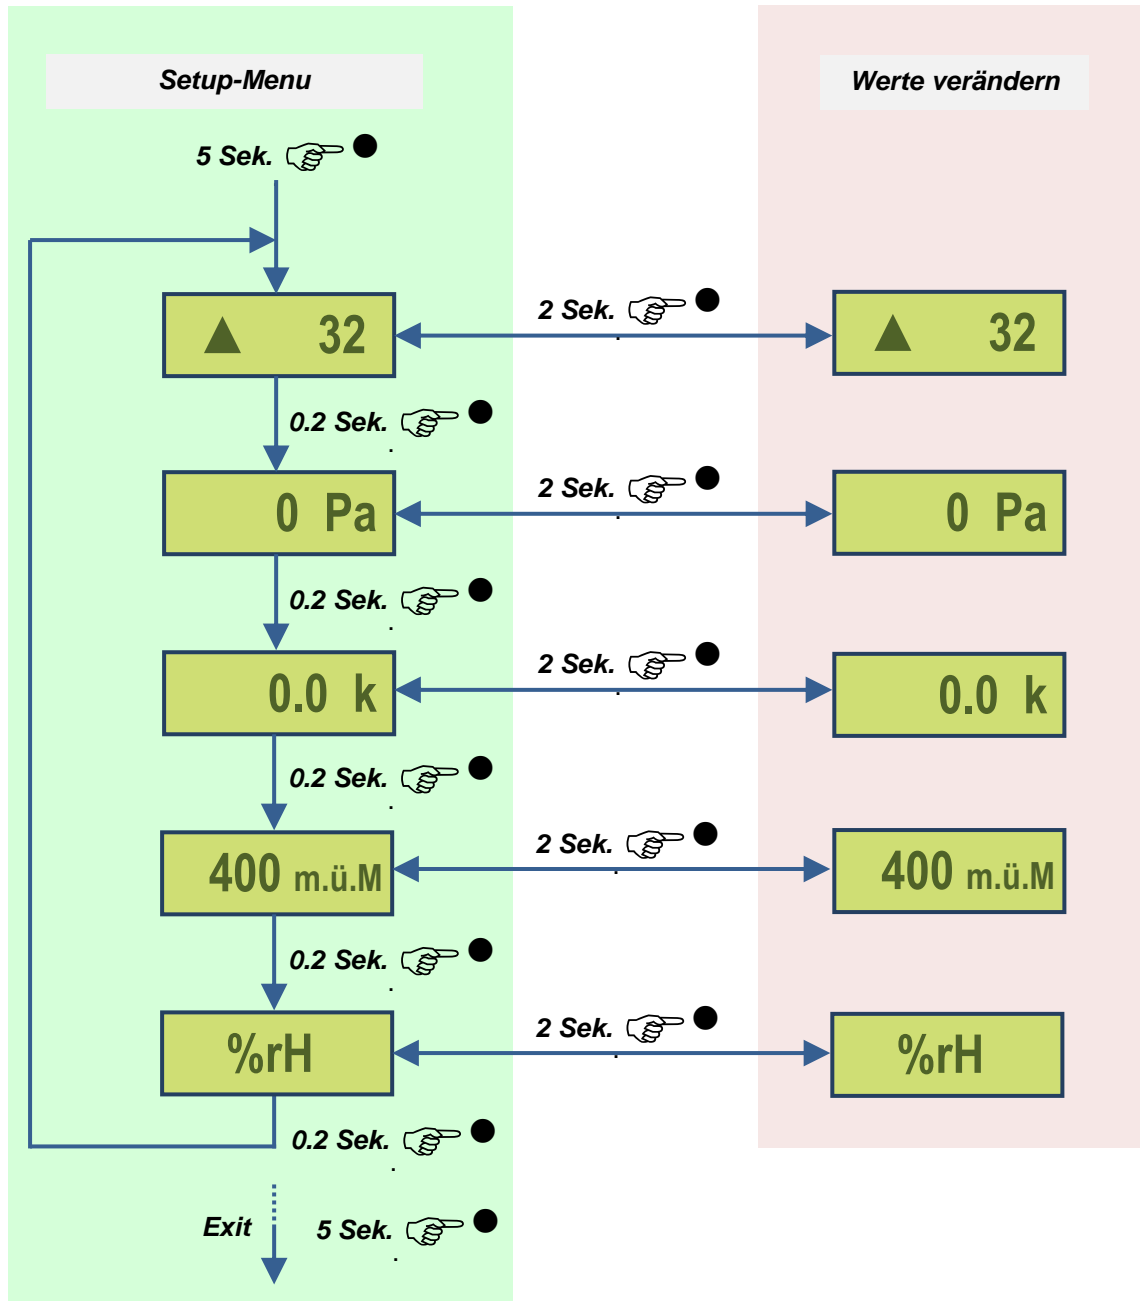 Setup-Menu
Werte verändern
5 Sek.
▲ 32
2 Sek.
▲ 32
0.2 Sek.
0 Pa
2 Sek.
0 Pa
0.2 Sek.
0.0 k
2 Sek.
0.0 k
0.2 Sek.
400 m.ü.M
2 Sek.
400 m.ü.M
0.2 Sek.
%rH
2 Sek.
%rH
0.2 Sek.
Exit
5 Sek.